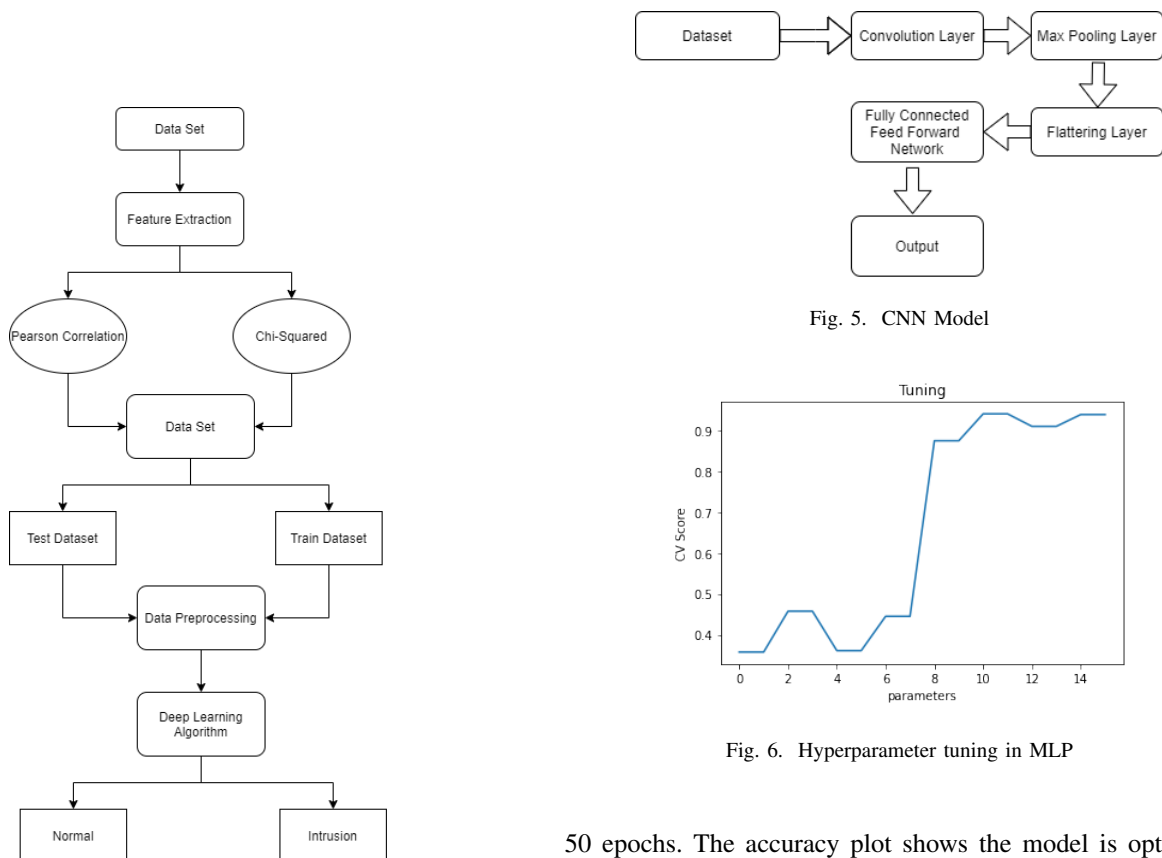 Data Set
Feature Extraction
Pearson Correlation
Chi-Squared
Data Set
Test Dataset
Train Dataset
Data Preprocessing
Deep Learning
Algorithm
Normal
Intrusion
Dataset
Convolution Layer
Max Pooling Layer
Fully Connected
Feed Forward
Network
Flattering Layer
Output
Fig. 5. CNN Model
Tuning
CV Score
0.9
0.8
0.7
0.6
0.5
0.4
0 2 4 6 8 10 12 14
parameters
Fig. 6. Hyperparameter tuning in MLP
50 epochs. The accuracy plot shows the model is opt